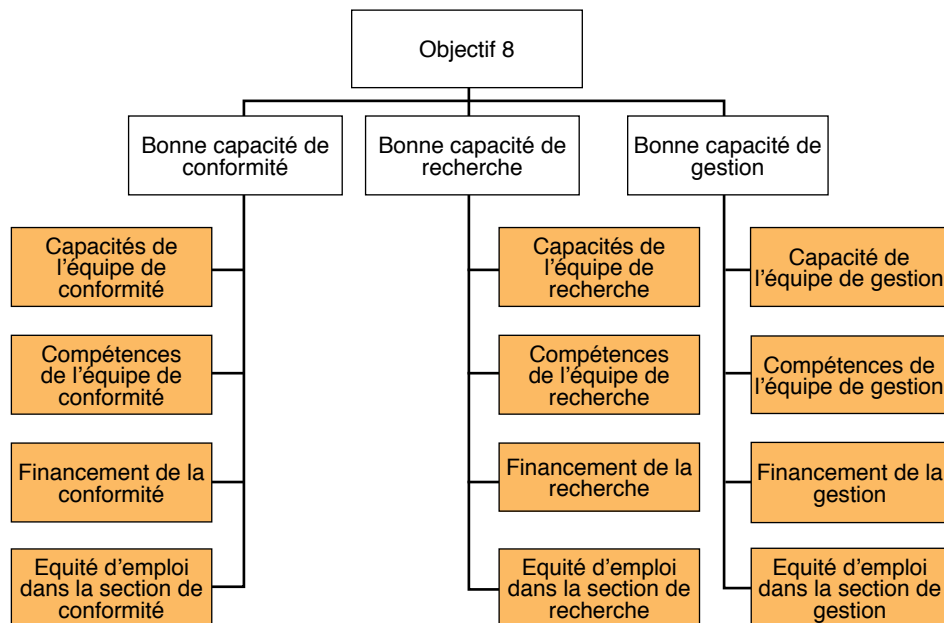 Objectif 8
Bonne capacité de
conformité
Bonne capacité de
recherche
Bonne capacité de
gestion
Capacités de
l'équipe de
conformité
Capacités de
l'équipe de
recherche
Capacité de
l'équipe de gestion
Compétences
de l'équipe de
conformité
Compétences
de l'équipe de
recherche
Compétences de
l'équipe de gestion
Financement de la
conformité
Financement de la
recherche
Financement de la
gestion
Equité d'emploi
dans la section de
conformité
Equité d'emploi
dans la section de
recherche
Equité d'emploi
dans la section de
gestion